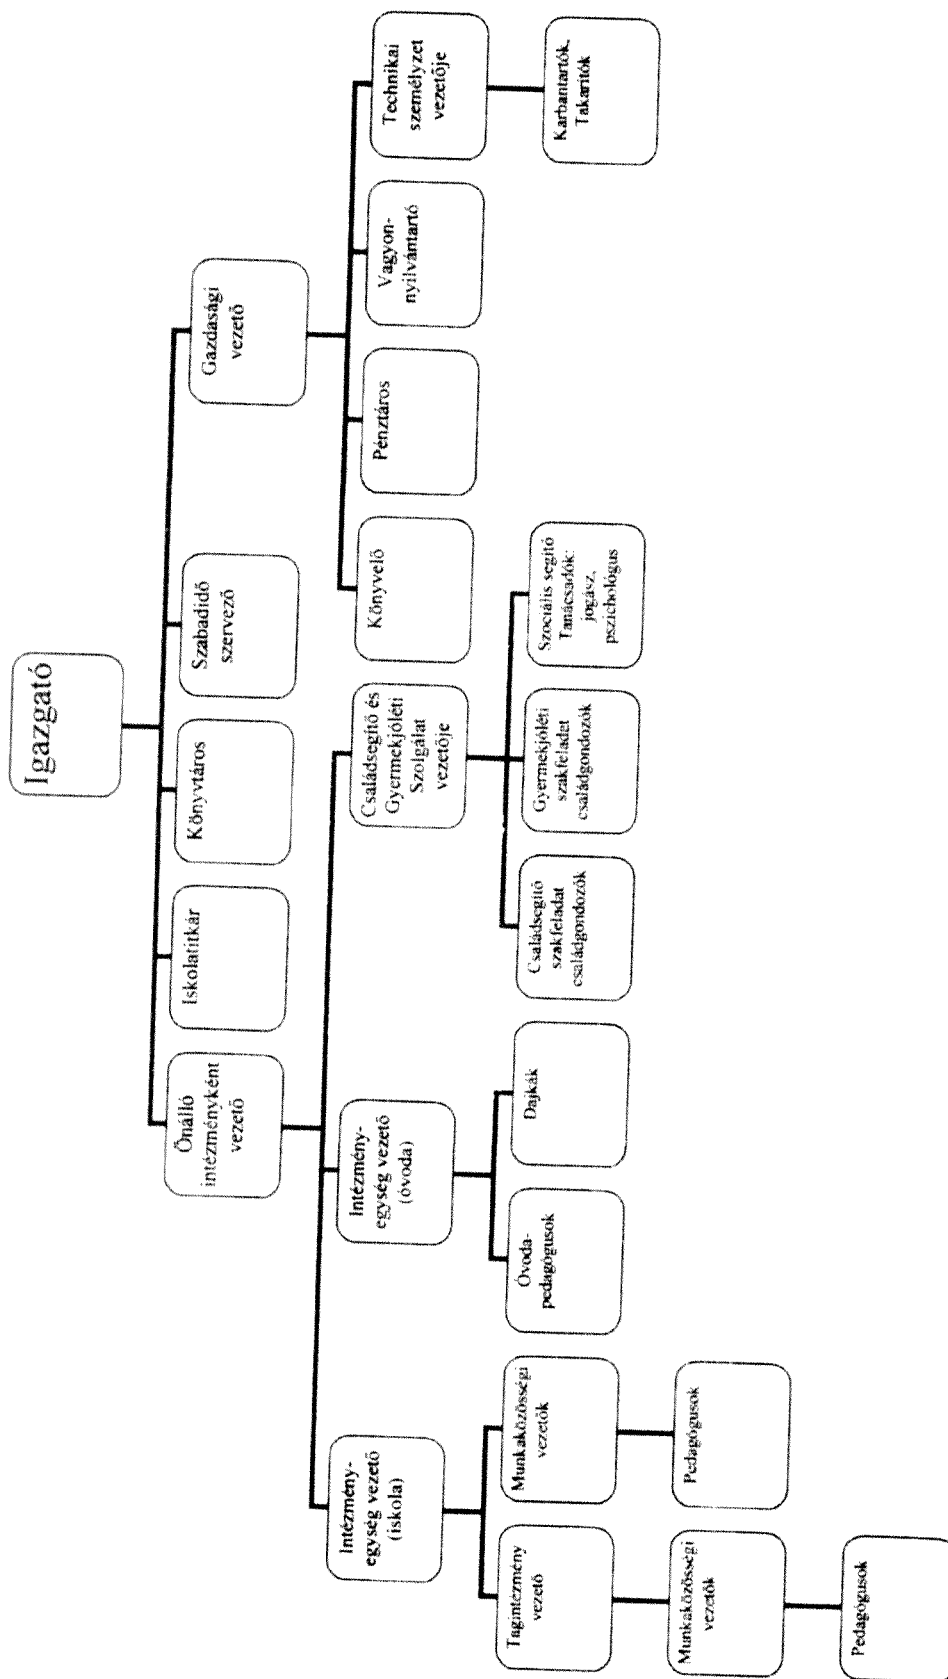 Igazgató
Önálló
intézményként
vezető
Iskolatitkár
Könyvtáros
Szabadidő
szervező
Gazdasági
vezető
Intézmény-
egység vezető
(iskola)
Intézmény-
egység vezető
(óvoda)
Családsegítő és
Gyermekjóléti
Szolgálat
vezetője
Könyvelő
Pénztáros
Vagyon-
nyilvántartó
Technikai
személyzet
vezetője
Tagintézmény
vezető
Munkaközösségi
vezetők
Óvoda-
pedagógusok
Dajkák
Családsegítő
szakfeladat
családgondozók
Gyermekjóléti
szakfeladet
családgondozók
Szociális segítő
Tanácsadók:
jogász,
pszichológus
Karbantartók,
Takarítók
Munkaközösségi
vezetők
Pedagógusok
Pedagógusok